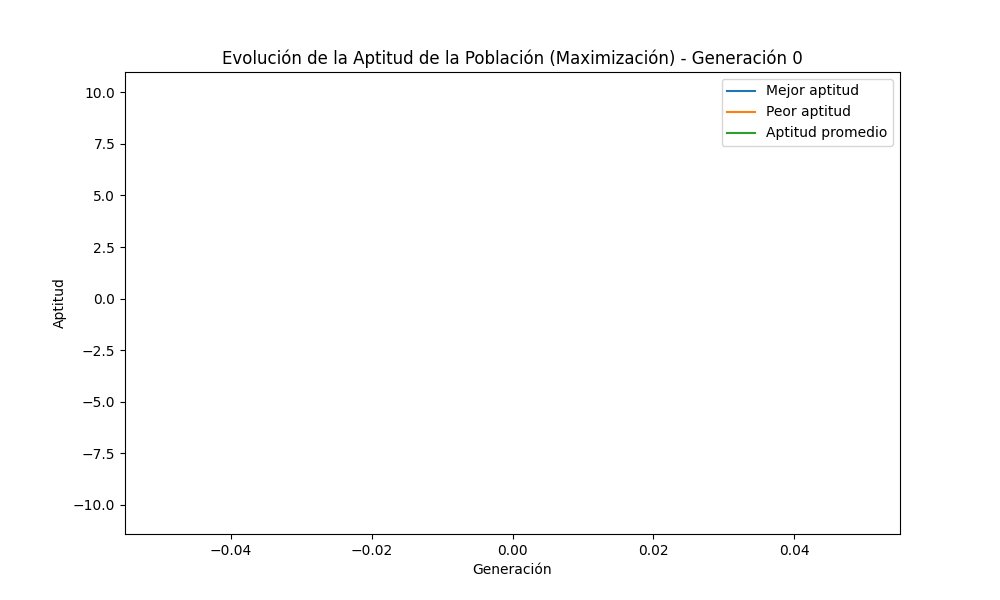 Evolución de la Aptitud de la Población (Maximización) - Generación 0
Mejor aptitud
Peor aptitud
Aptitud promedio
10.0
7.5
5.0
2.5
0.0
−2.5
−5.0
−7.5
−10.0
Aptitud
−0.04
−0.02
0.00
0.02
0.04
Generación